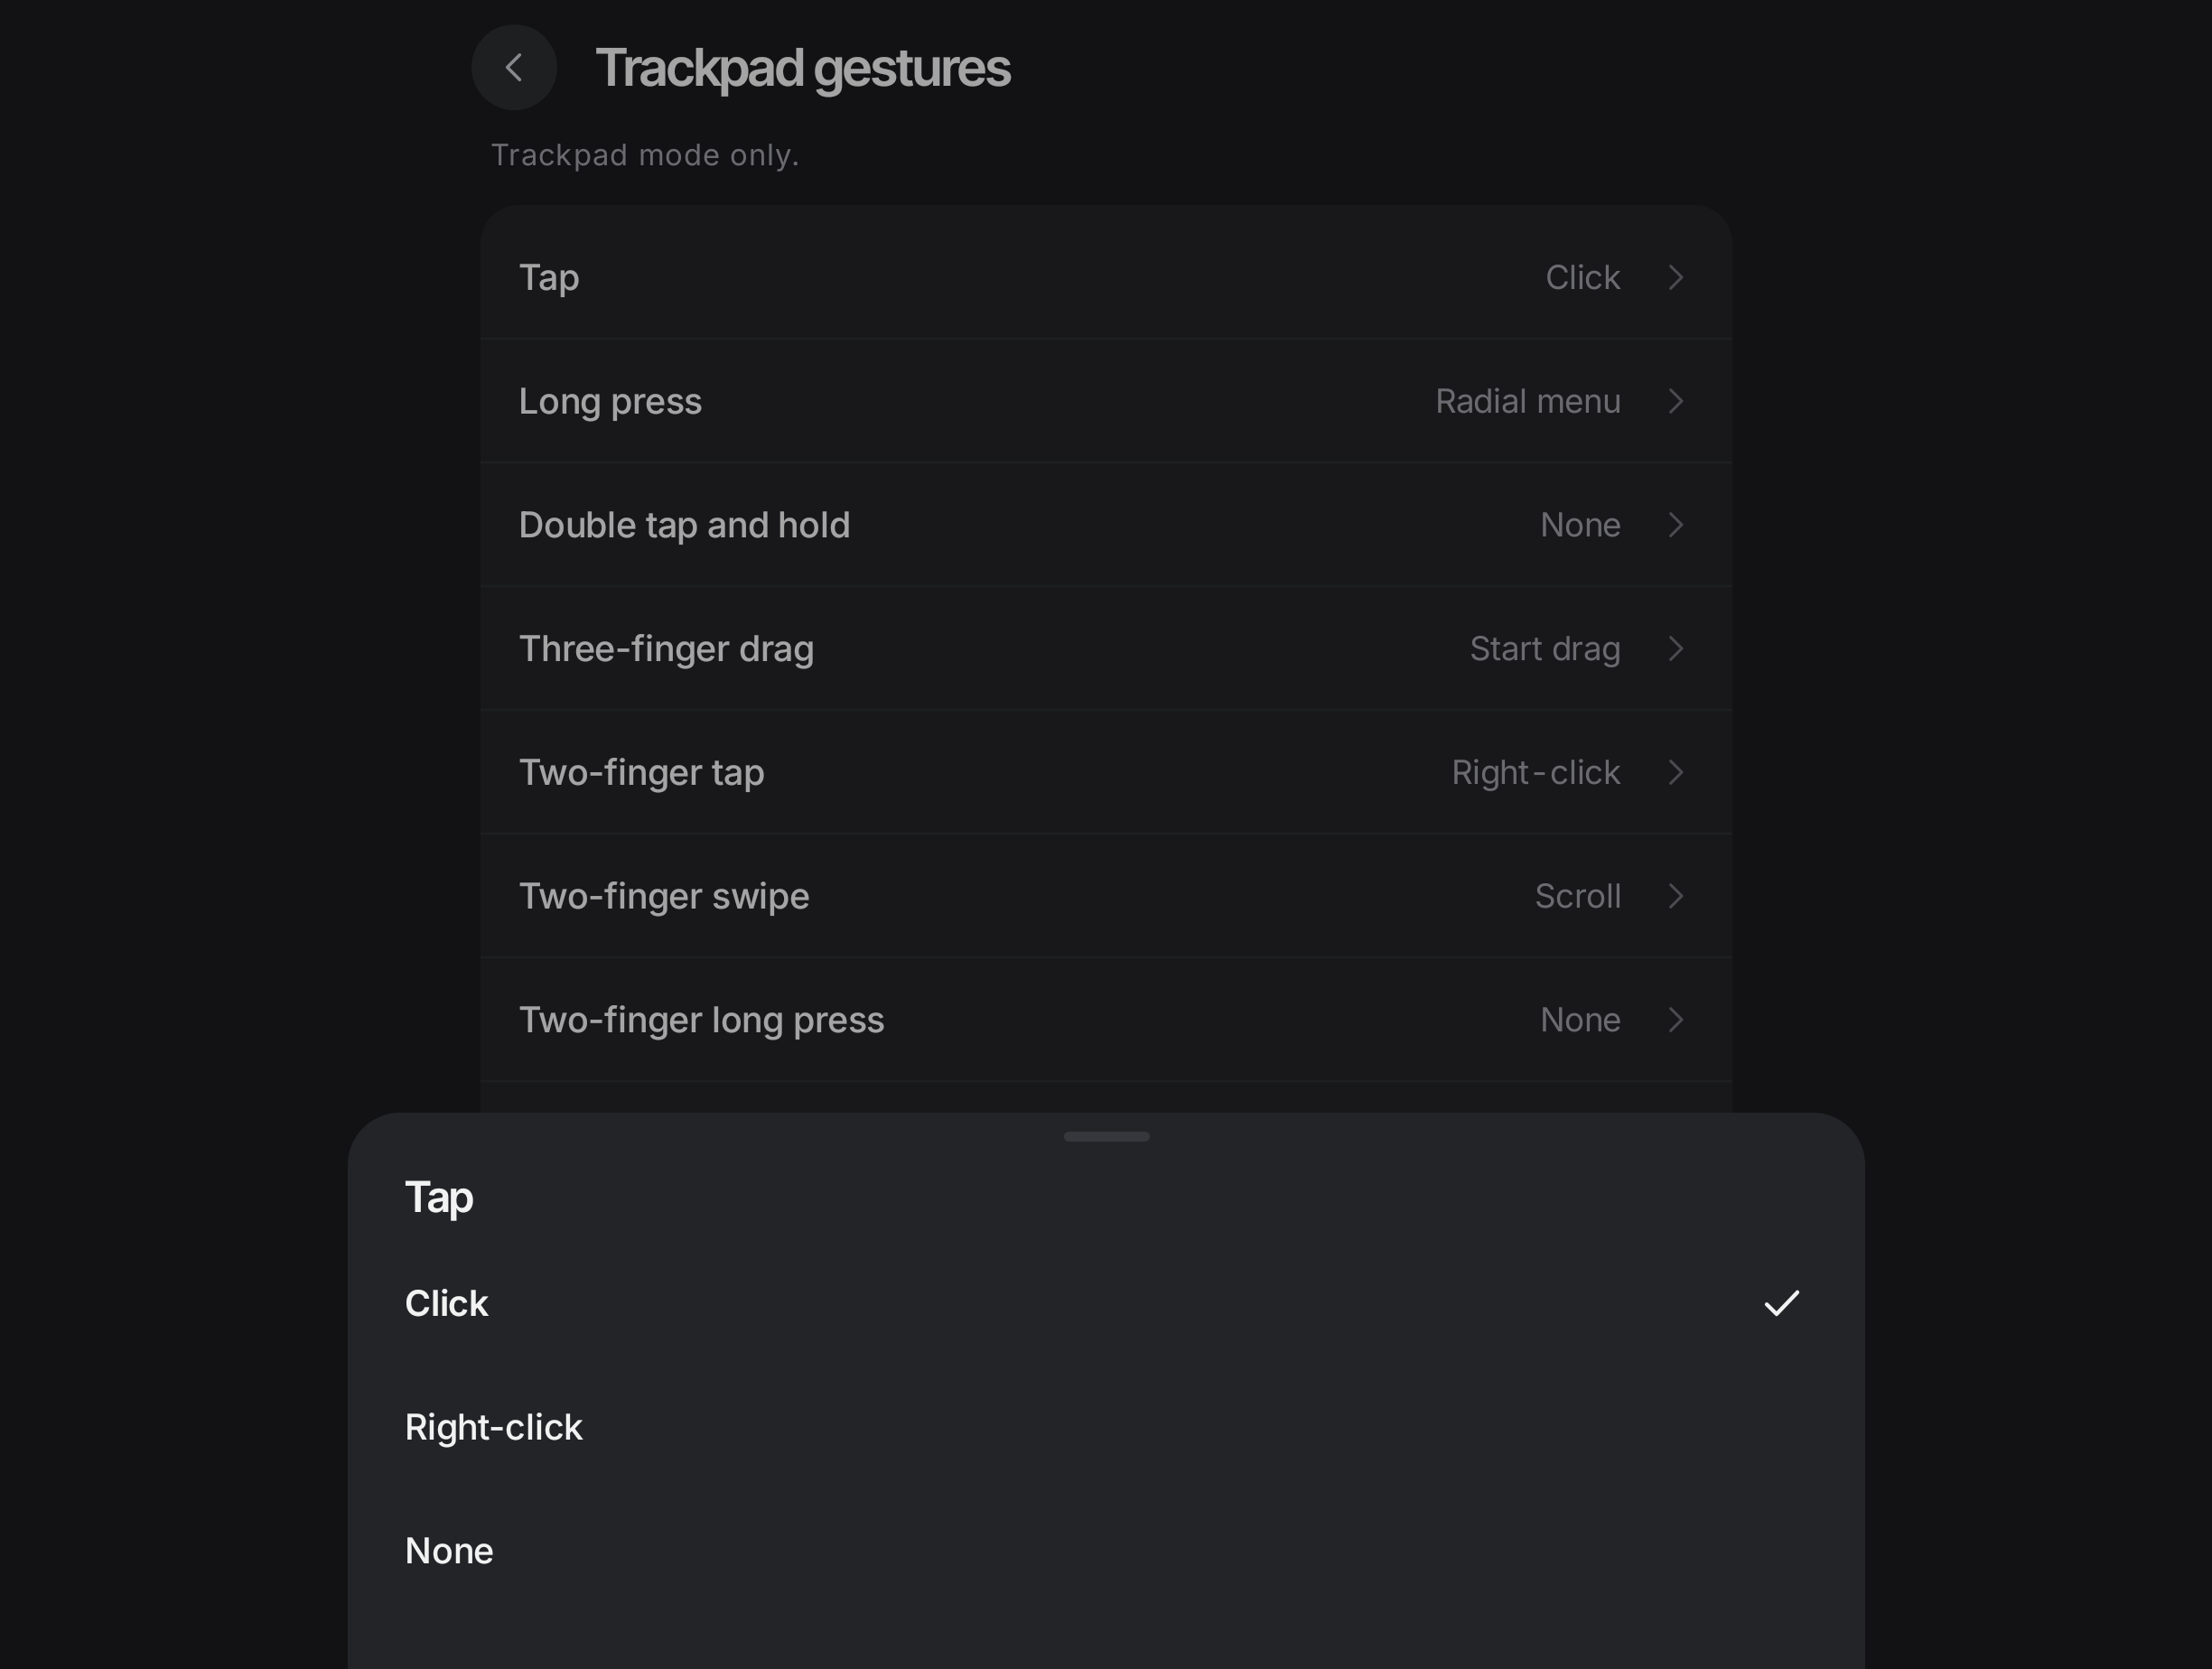 Trackpad gestures
Trackpad mode only.
Tap Click
Long press Radial menu
Double tap and hold None
Three-finger drag Start drag
Two-finger tap Right-click
Two-finger swipe Scroll
Two-finger long press None
Tap
Click
Right-click
None